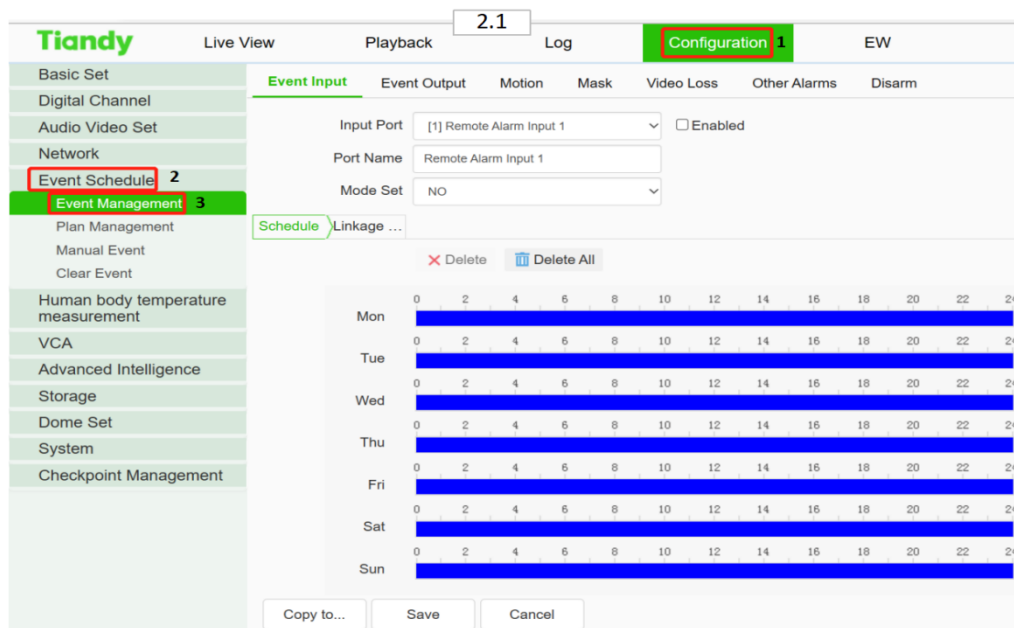 2.1
Tiandy Live View Playback Log Configuration 1 EW
Basic Set
Digital Channel
Audio Video Set
Network
Event Schedule 2
Event Management 3
Plan Management
Manual Event
Clear Event
Human body temperature
measurement
VCA
Advanced Intelligence
Storage
Dome Set
System
Checkpoint Management
Event Input Event Output Motion Mask Video Loss Other Alarms Disarm
Input Port [1] Remote Alarm Input 1 Enabled
Port Name Remote Alarm Input 1
Mode Set NO
Schedule Linkage ...
Delete Delete All
0 2 4 6 8 10 12 14 16 18 20 22 24
Mon
0 2 4 6 8 10 12 14 16 18 20 22 24
Tue
0 2 4 6 8 10 12 14 16 18 20 22 24
Wed
0 2 4 6 8 10 12 14 16 18 20 22 24
Thu
0 2 4 6 8 10 12 14 16 18 20 22 24
Fri
0 2 4 6 8 10 12 14 16 18 20 22 24
Sat
0 2 4 6 8 10 12 14 16 18 20 22 24
Sun
Copy to... Save Cancel